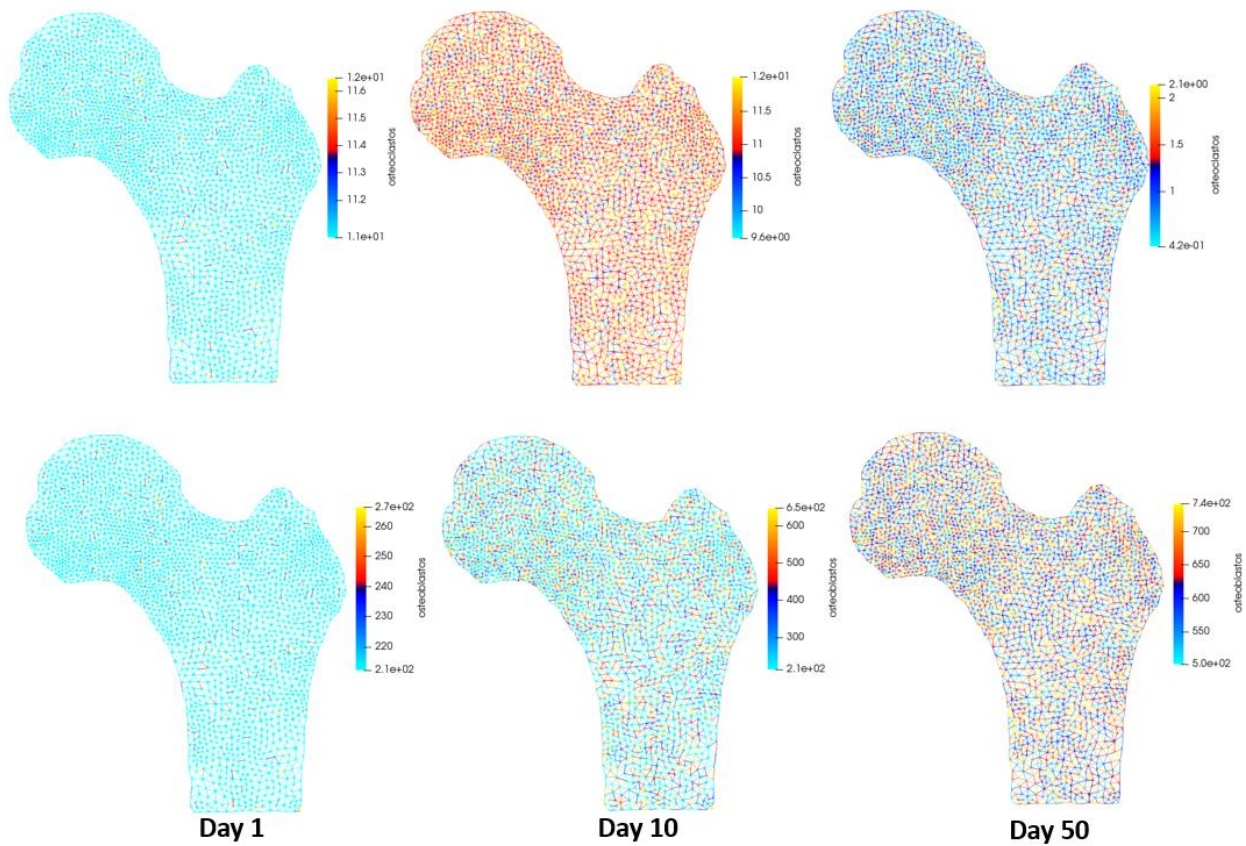 1.2e+01
11.6
11.5
11.4
11.3
11.2
1.1e+01
osteoclastos
1.2e+01
11.5
11
10.5
10
9.6e+00
osteoclastos
2.1e+00
2
1.5
1
4.2e-01
osteoclastos
2.7e+02
260
250
240
230
220
2.1e+02
osteoblastos
6.5e+02
600
500
400
300
2.1e+02
osteoblastos
7.4e+02
700
650
600
550
5.0e+02
osteoblastos
Day 1
Day 10
Day 50